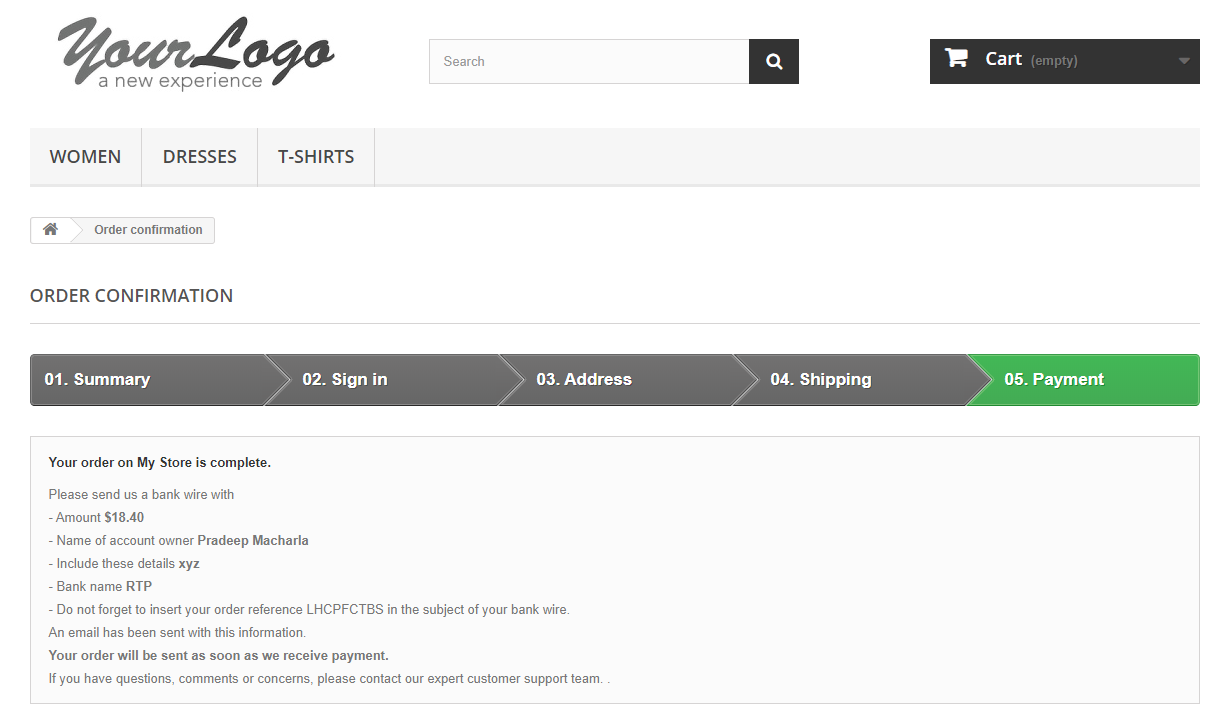 Your Logo
a new experience
Search
Cart (empty)
WOMEN
DRESSES
T-SHIRTS
Order confirmation
ORDER CONFIRMATION
01. Summary
02. Sign in
03. Address
04. Shipping
05. Payment
Your order on My Store is complete.
Please send us a bank wire with
- Amount $18.40
- Name of account owner Pradeep Macharla
- Include these details xyz
- Bank name RTP
- Do not forget to insert your order reference LHCPFCTBS in the subject of your bank wire.
An email has been sent with this information.
Your order will be sent as soon as we receive payment.
If you have questions, comments or concerns, please contact our expert customer support team. .